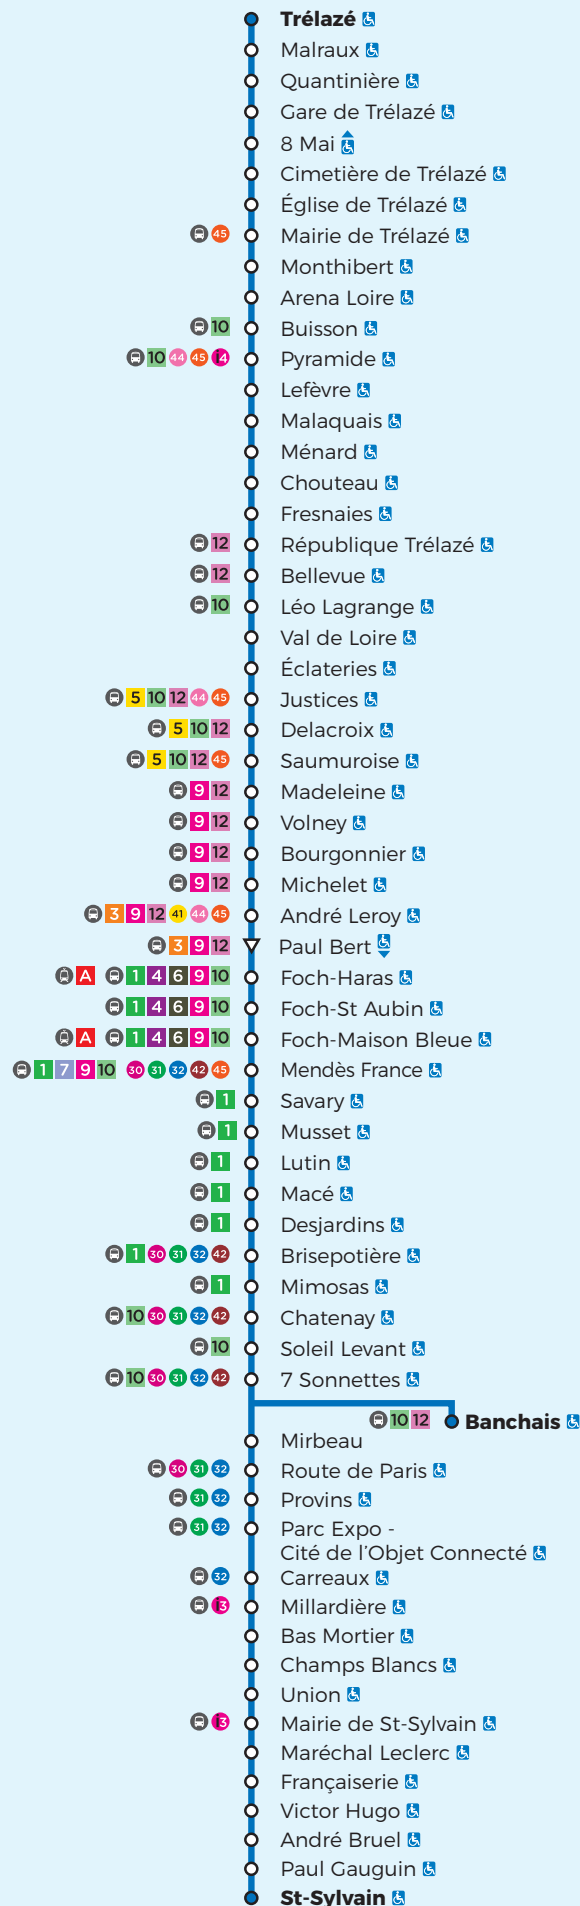 Trélazé
Malraux
Quantinière
Gare de Trélazé
8 Mai
Cimetière de Trélazé
Église de Trélazé
45 Mairie de Trélazé
Monthibert
Arena Loire
10 Buisson
10 44 45 i4 Pyramide
Lefèvre
Malaquais
Ménard
Chouteau
Fresnaies
12 République Trélazé
12 Bellevue
10 Léo Lagrange
Val de Loire
Éclateries
5 10 12 44 45 Justices
5 10 12 Delacroix
5 10 12 45 Saumuroise
9 12 Madeleine
9 12 Volney
9 12 Bourgonnier
9 12 Michelet
3 9 12 41 44 45 André Leroy
3 9 12 Paul Bert
A 1 4 6 9 10 Foch-Haras
1 4 6 9 10 Foch-St Aubin
A 1 4 6 9 10 Foch-Maison Bleue
1 7 9 10 30 31 32 42 45 Mendès France
1 Savary
1 Musset
1 Lutin
1 Macé
1 Desjardins
1 30 31 32 42 Brisepotière
1 Mimosas
10 30 31 32 42 Chatenay
10 Soleil Levant
10 30 31 32 42 7 Sonnettes
10 12 Banchais
Mirbeau
30 31 32 Route de Paris
31 32 Provins
31 32 Parc Expo -
Cité de l'Objet Connecté
32 Carreaux
i3 Millardière
Bas Mortier
Champs Blancs
Union
i3 Mairie de St-Sylvain
Maréchal Leclerc
Françaiserie
Victor Hugo
André Bruel
Paul Gauguin
St-Sylvain